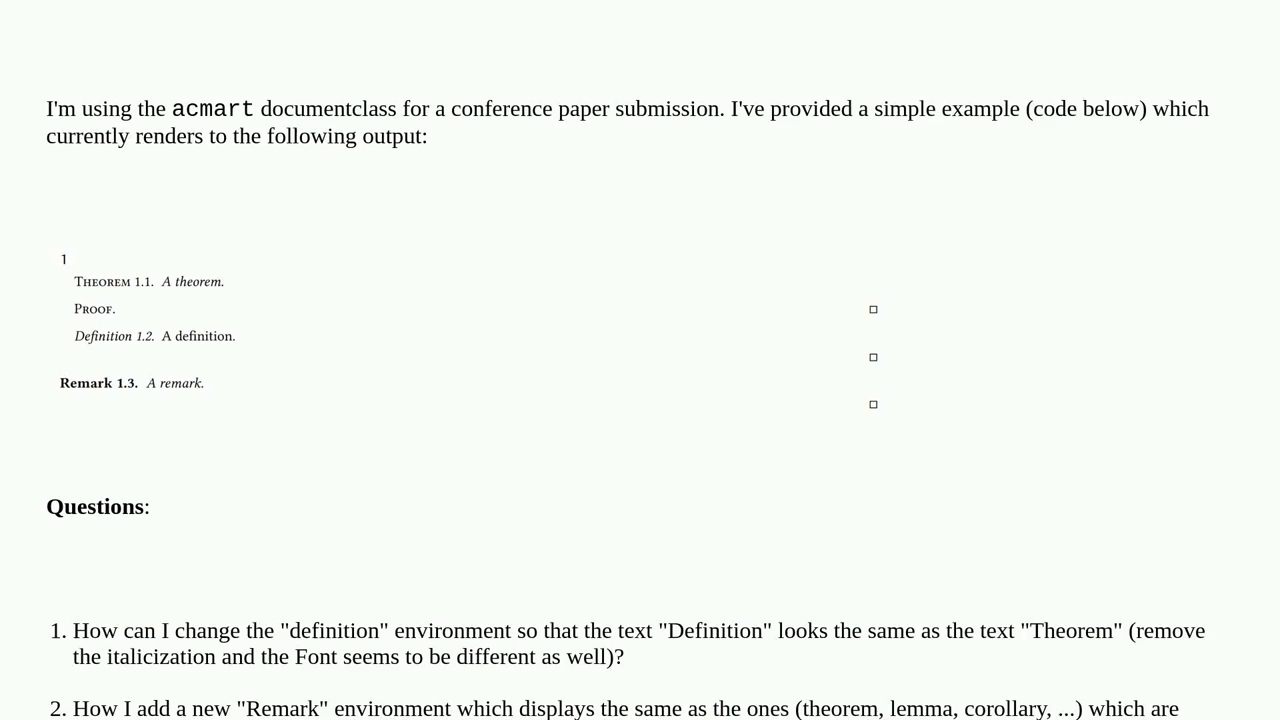 I'm using the acmart documentclass for a conference paper submission. I've provided a simple example (code below) which
currently renders to the following output:
1
Theorem 1.1. A theorem.
Proof.
Definition 1.2. A definition.
Remark 1.3. A remark.
Questions:
1. How can I change the "definition" environment so that the text "Definition" looks the same as the text "Theorem" (remove
the italicization and the Font seems to be different as well)?
2. How I add a new "Remark" environment which displays the same as the ones (theorem, lemma, corollary, ...) which are